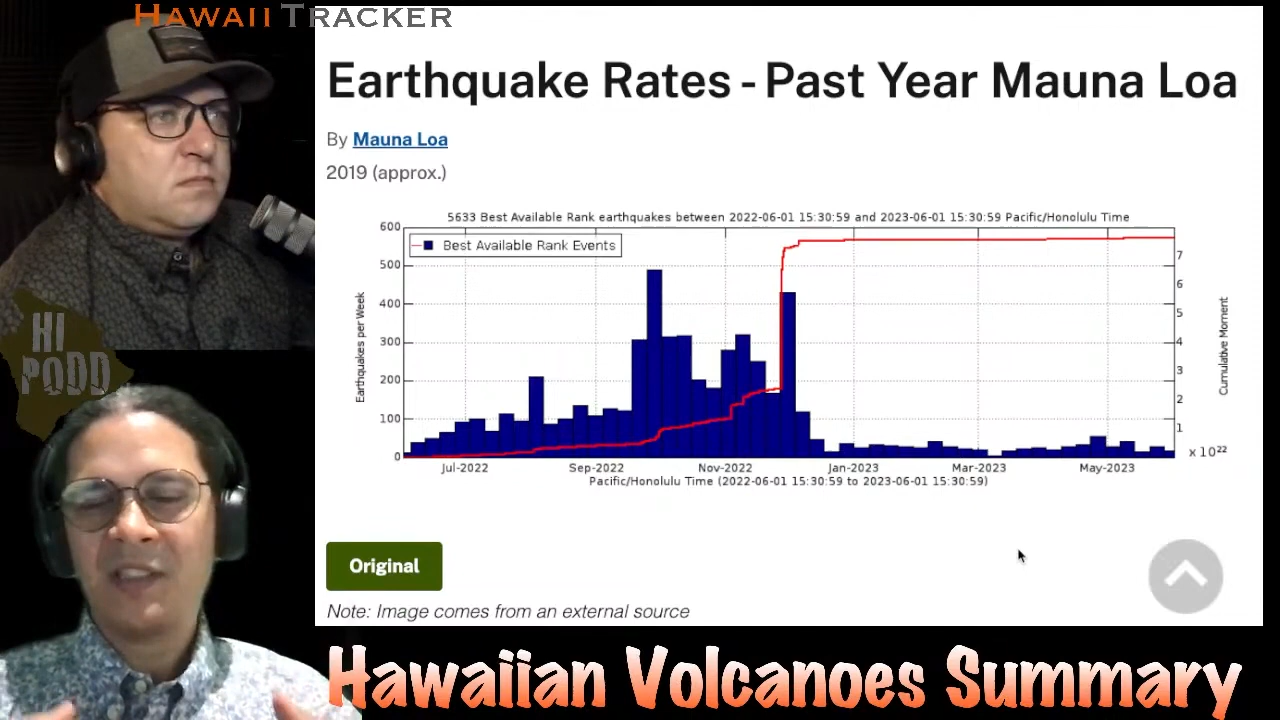 HAWAII TRACKER
Earthquake Rates - Past Year Mauna Loa
By Mauna Loa
2019 (approx.)
5633 Best Available Rank earthquakes between 2022-06-01 15:30:59 and 2023-06-01 15:30:59 Pacific/Honolulu Time
Best Available Rank Events
Earthquakes per Week
600
500
400
300
200
100
0
7
6
5
4
3
2
1
x 10²²
Cumulative Moment
Jul-2022 Sep-2022 Nov-2022 Jan-2023 Mar-2023 May-2023
Pacific/Honolulu Time (2022-06-01 15:30:59 to 2023-06-01 15:30:59)
HI
PODD
Original
Note: Image comes from an external source
Hawaiian Volcanoes Summary